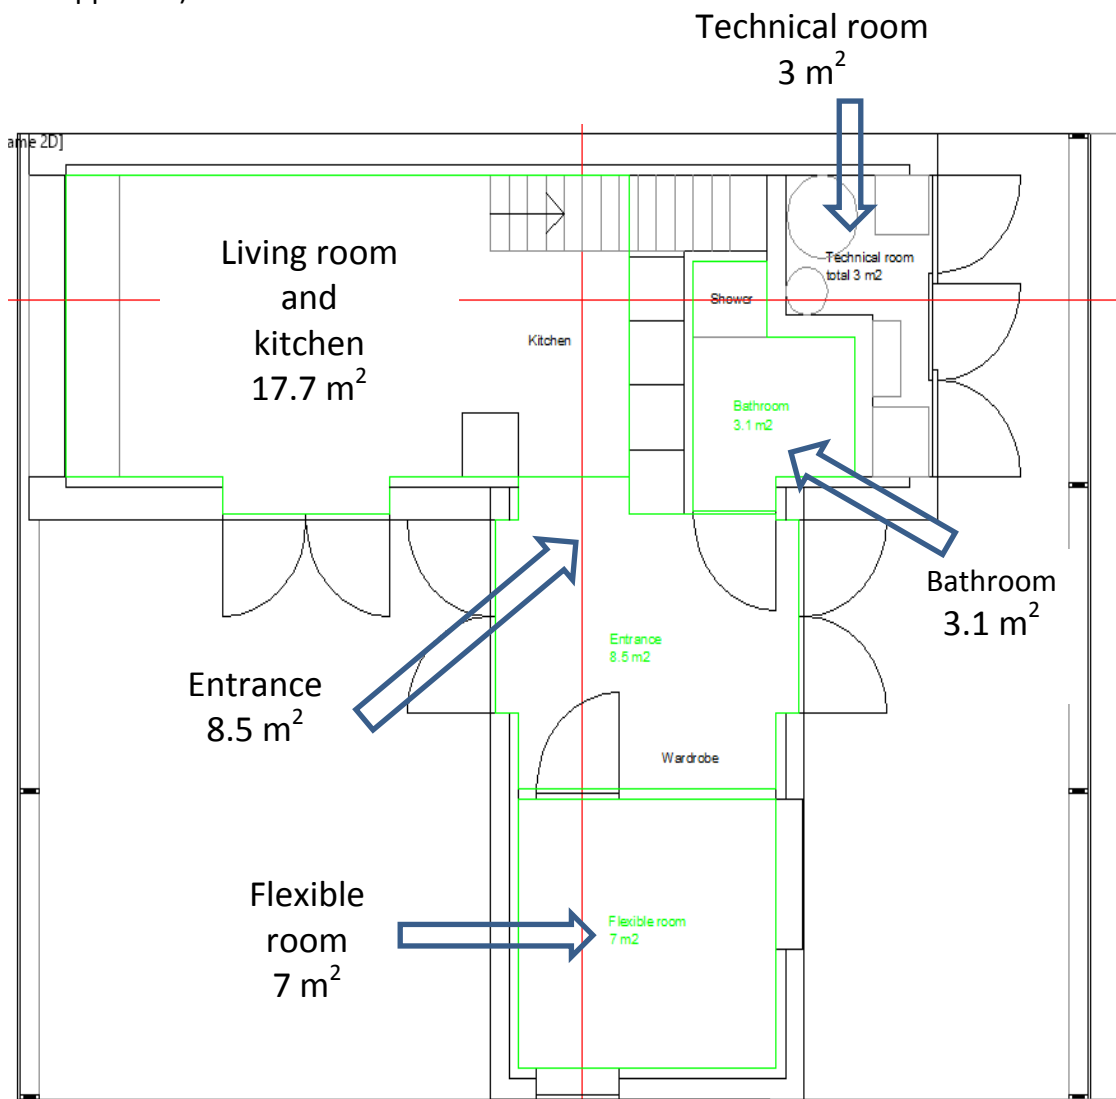 Technical room
3 m²
ame 2D]
Living room
and
kitchen
17.7 m²
Technical room
total 3 m2
Shower
Kitchen
Bathroom
3.1 m2
Bathroom
3.1 m²
Entrance
8.5 m2
Entrance
8.5 m²
Wardrobe
Flexible
room
7 m²
Flexible room
7 m2